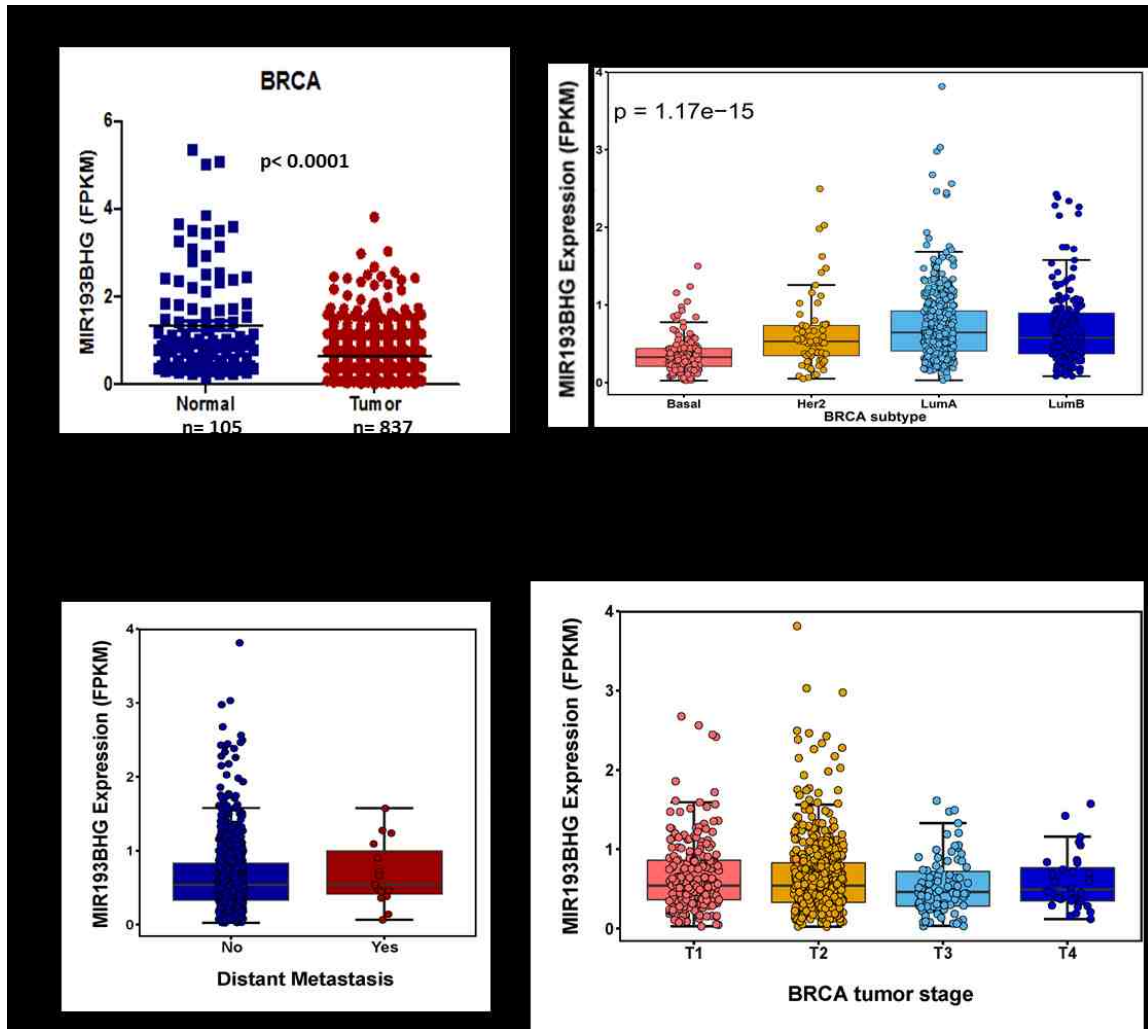 BRCA
MIR193BHG (FPKM)
6
4
2
0
p< 0.0001
Normal
Tumor
n= 105
n= 837
MIR193BHG Expression (FPKM)
4
3
2
1
0
p = 1.17e−15
Basal
Her2
LumA
LumB
BRCA subtype
MIR193BHG Expression (FPKM)
4
3
2
1
0
No
Yes
Distant Metastasis
MIR193BHG Expression (FPKM)
4
3
2
1
0
T1
T2
T3
T4
BRCA tumor stage